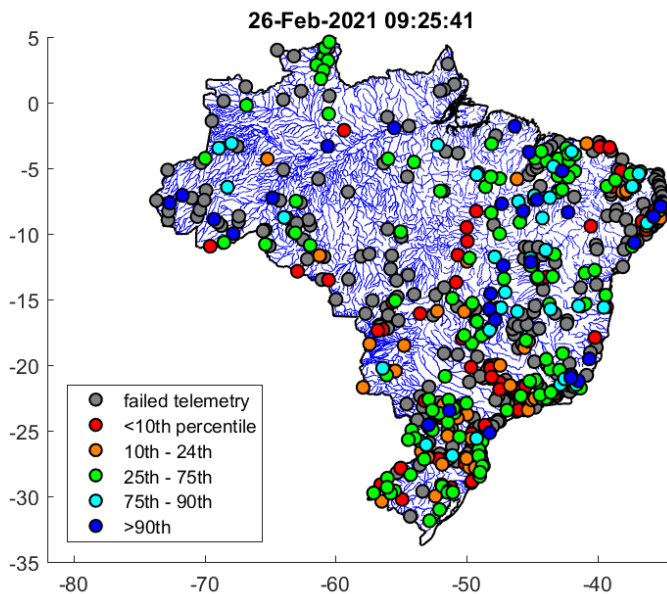 26-Feb-2021 09:25:41
5
0
-5
-10
-15
-20
-25
-30
-35
failed telemetry
<10th percentile
10th - 24th
25th - 75th
75th - 90th
>90th
-80 -70 -60 -50 -40